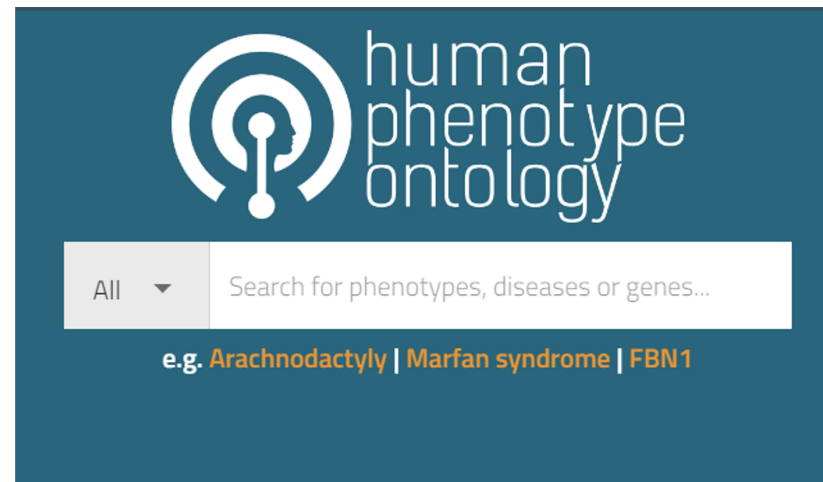 human
phenotype
ontology
All
Search for phenotypes, diseases or genes...
e.g. Arachnodactyly | Marfan syndrome | FBN1